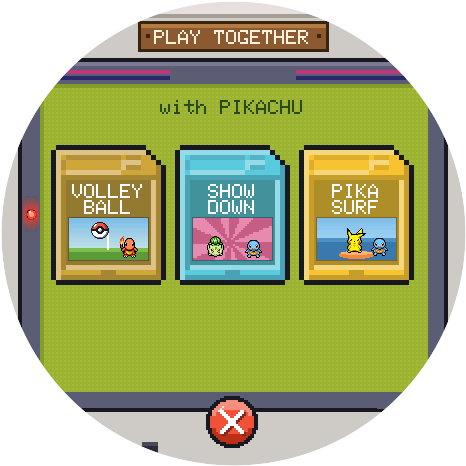 PLAY TOGETHER
with PIKACHU
VOLLEY
BALL
SHOW
DOWN
PIKA
SURF